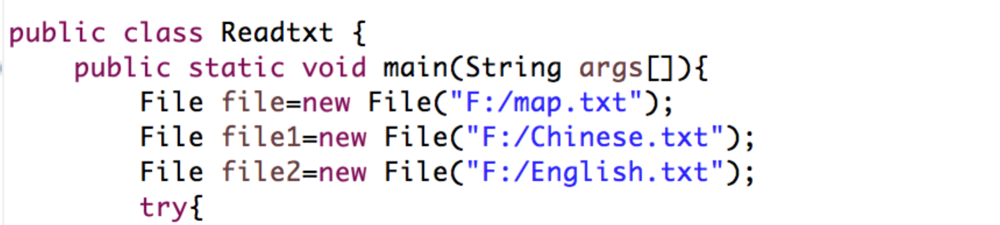 public class Readtxt {
public static void main(String args[]){
File file=new File("F:/map.txt");
File file1=new File("F:/Chinese.txt");
File file2=new File("F:/English.txt");
try{